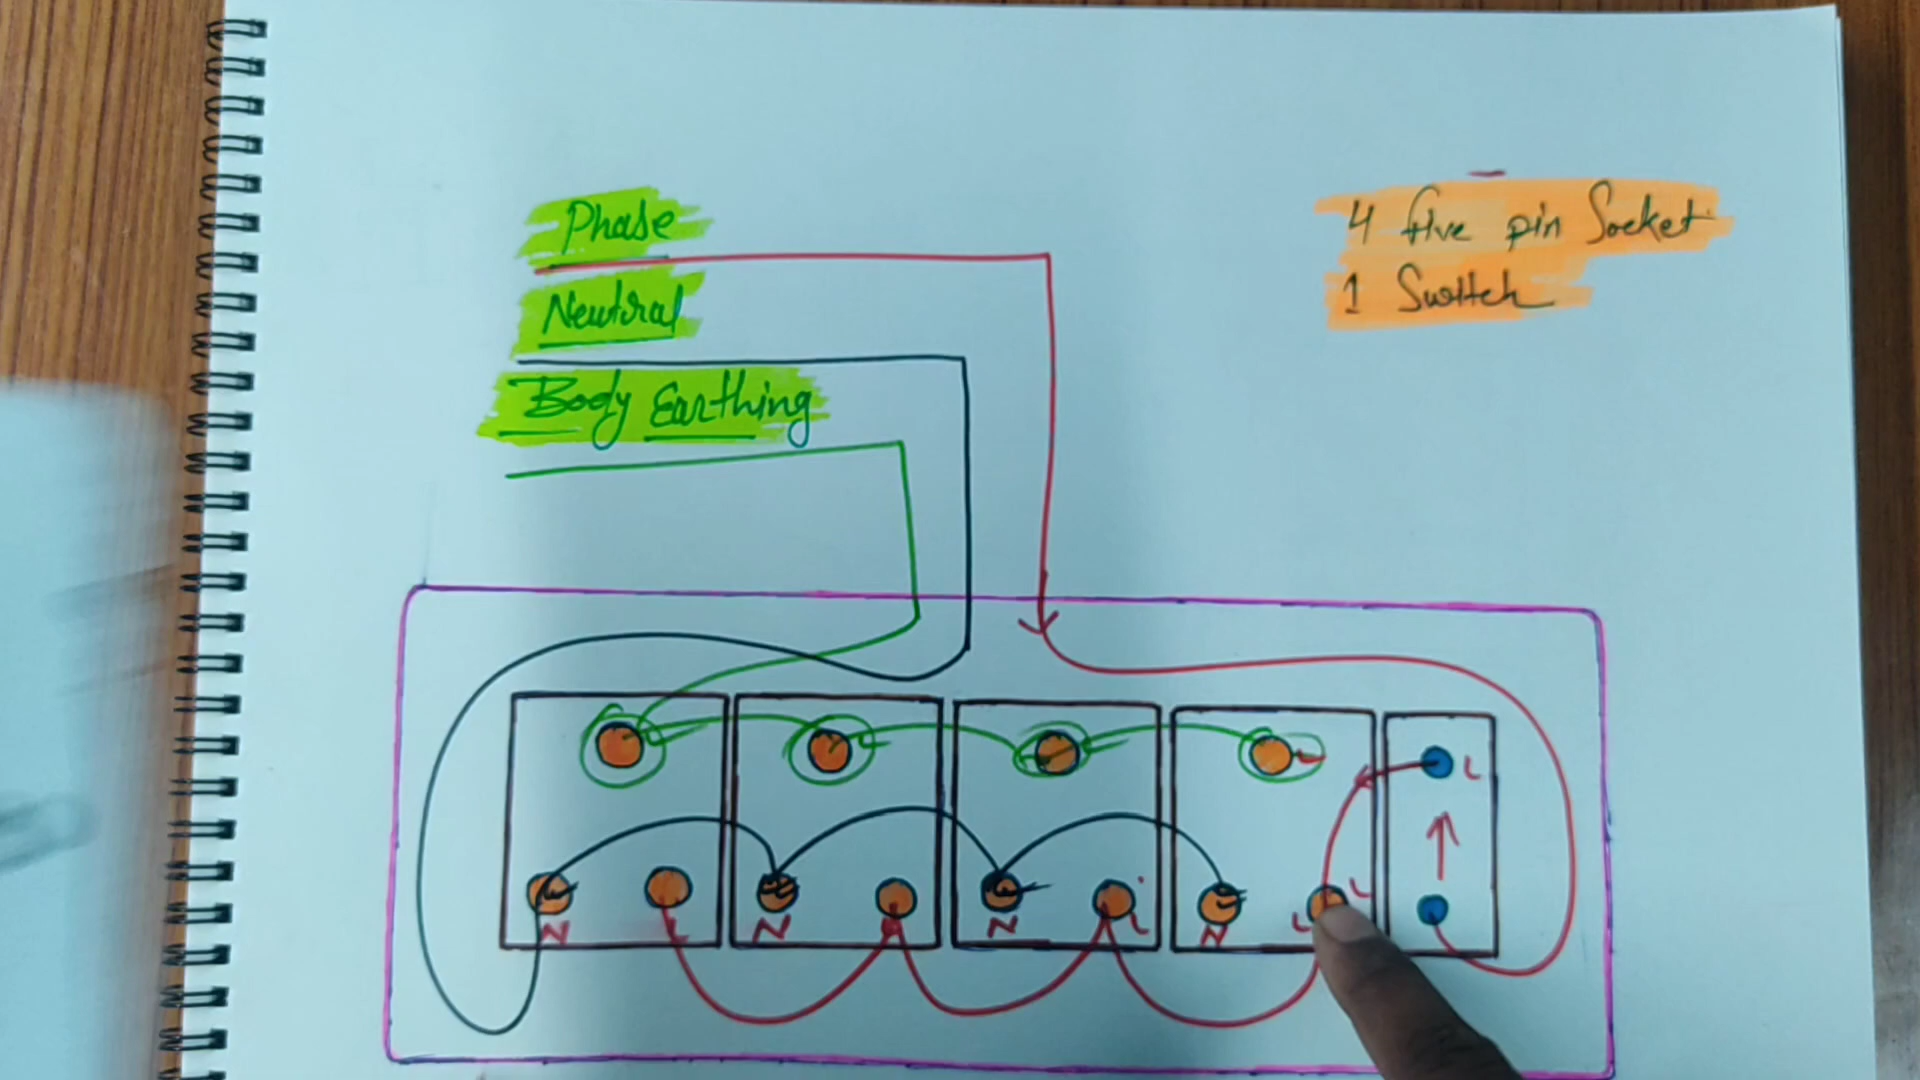 Phase
Neutral
Body Earthing
4 five pin Socket
1 Switch
L
N L N N L N L L